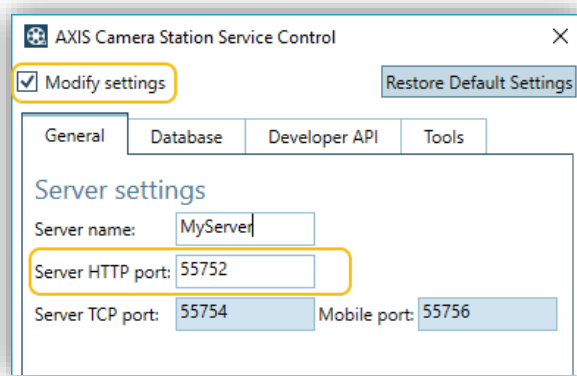 AXIS Camera Station Service Control
Modify settings Restore Default Settings
General Database Developer API Tools
Server settings
Server name: MyServer
Server HTTP port: 55752
Server TCP port: 55754 Mobile port: 55756